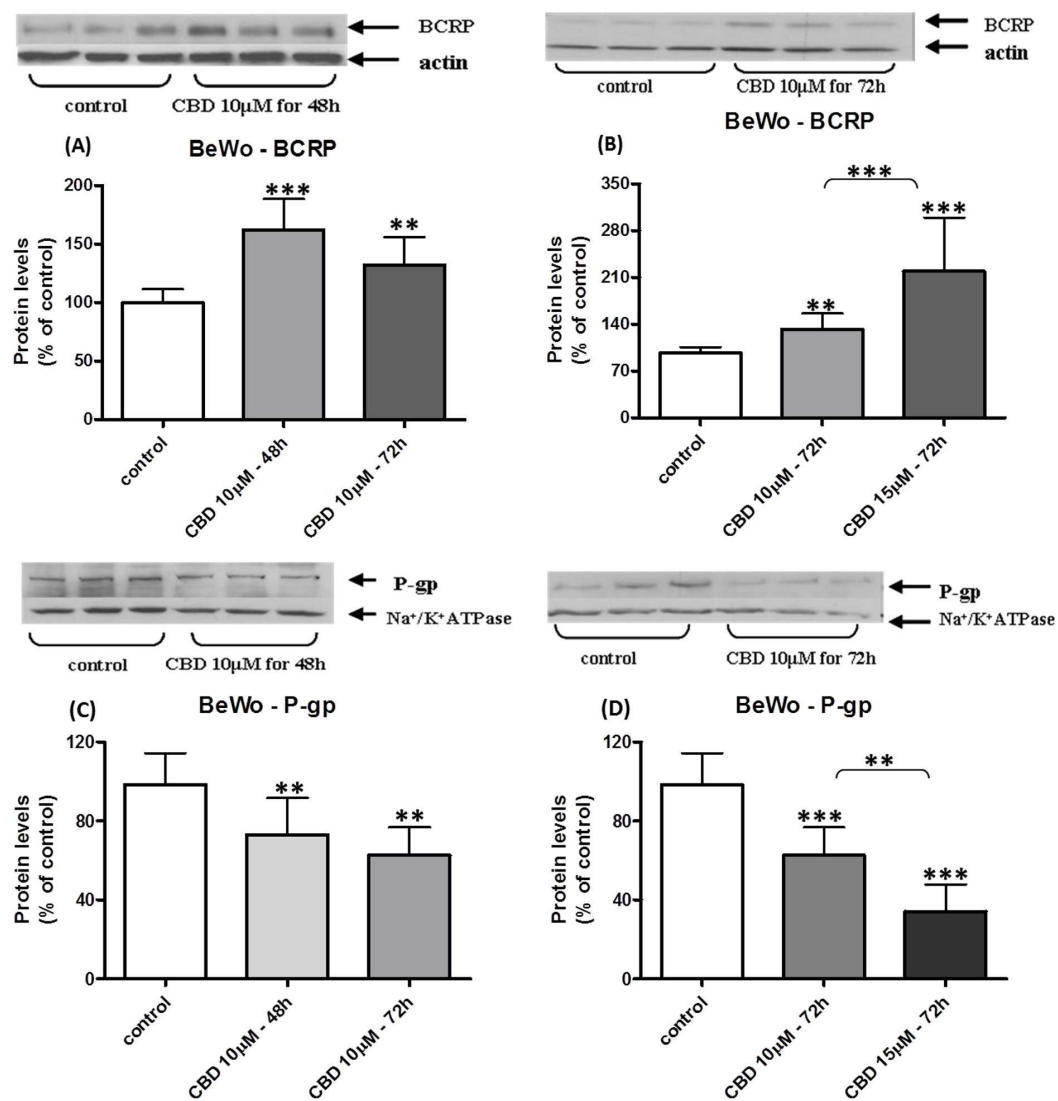 BCRP
actin
control
CBD 10µM for 48h
(A)
BeWo - BCRP
***
**
Protein levels
(% of control)
200
150
100
50
0
control
CBD 10µM - 48h
CBD 10µM - 72h
BCRP
actin
control
CBD 10µM for 72h
(B)
BeWo - BCRP
***
***
**
Protein levels
(% of control)
350
280
210
140
70
0
control
CBD 10µM - 72h
CBD 15µM - 72h
P-gp
Na⁺/K⁺ATPase
control
CBD 10µM for 48h
(C)
BeWo - P-gp
**
**
Protein levels
(% of control)
120
80
40
0
control
CBD 10µM - 48h
CBD 10µM - 72h
P-gp
Na⁺/K⁺ATPase
control
CBD 10µM for 72h
(D)
BeWo - P-gp
**
***
***
Protein levels
(% of control)
120
80
40
0
control
CBD 10µM - 72h
CBD 15µM - 72h